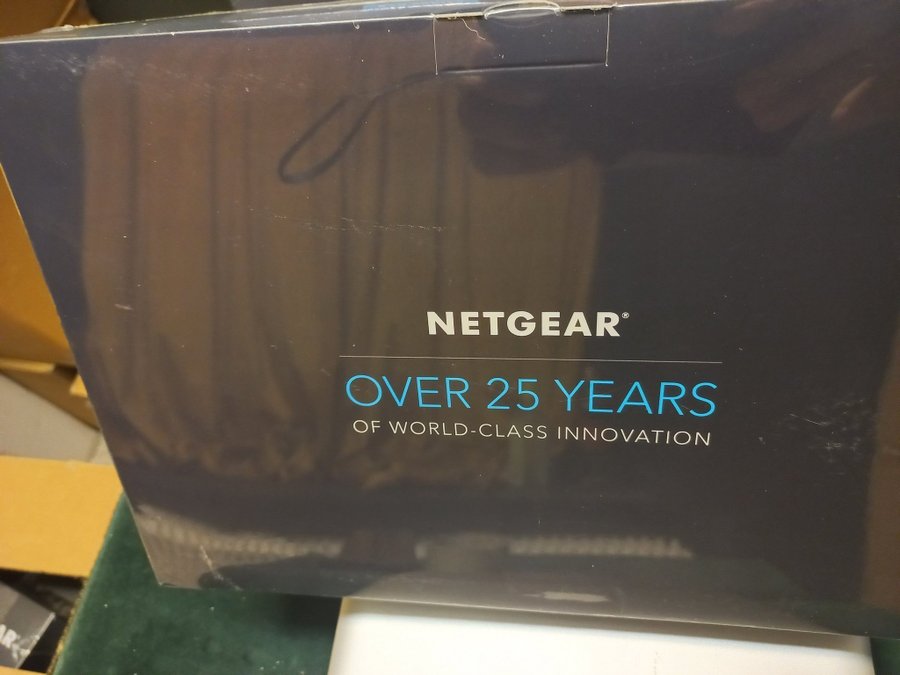 NETGEAR®
OVER 25 YEARS
OF WORLD-CLASS INNOVATION